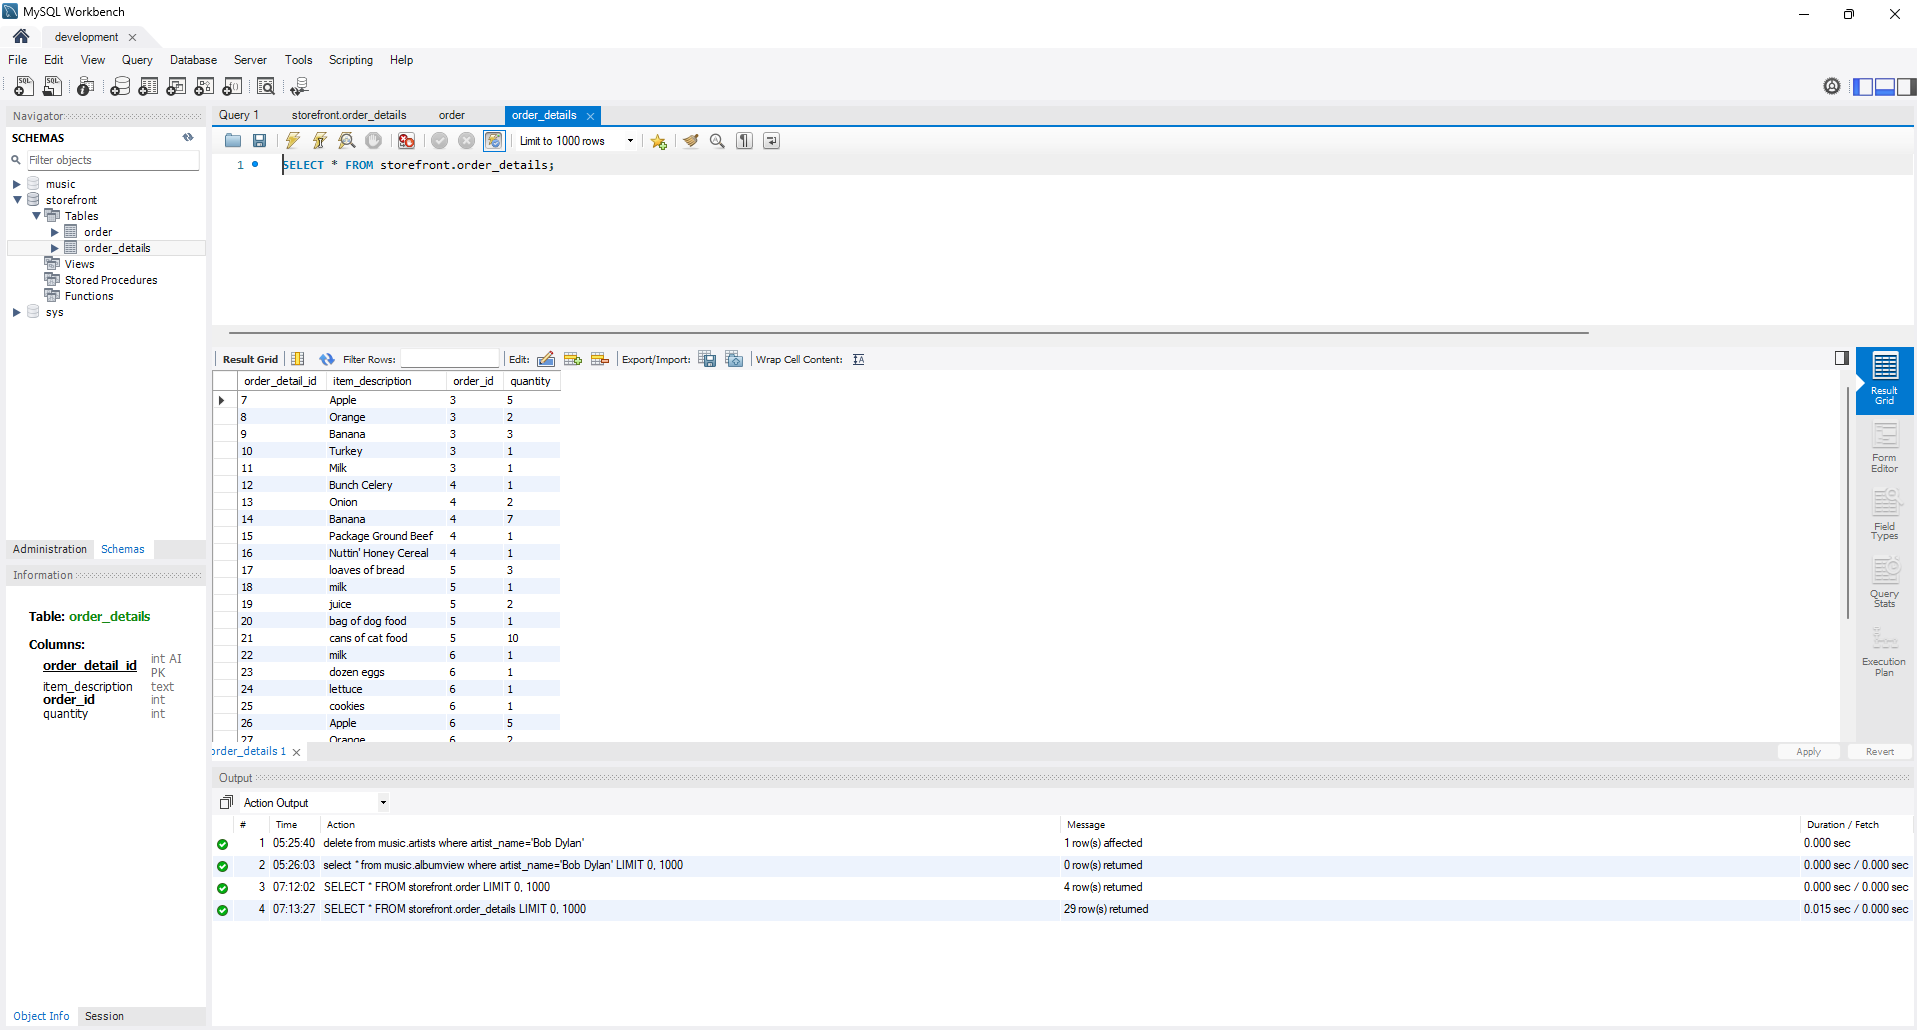 MySQL Workbench
development
File Edit View Query Database Server Tools Scripting Help
Navigator
SCHEMAS
Filter objects
music
storefront
Tables
order
order_details
Views
Stored Procedures
Functions
sys
Administration Schemas
Information
Table: order_details
Columns:
order_detail_id int AI PK
item_description text
order_id int
quantity int
Object Info Session
Query 1 storefront.order_details order order_details
Limit to 1000 rows
1 SELECT * FROM storefront.order_details;
Result Grid Filter Rows: Edit: Export/Import: Wrap Cell Content:
order_detail_id item_description order_id quantity
7 Apple 3 5
8 Orange 3 2
9 Banana 3 3
10 Turkey 3 1
11 Milk 3 1
12 Bunch Celery 4 1
13 Onion 4 2
14 Banana 4 7
15 Package Ground Beef 4 1
16 Nuttin' Honey Cereal 4 1
17 loaves of bread 5 3
18 milk 5 1
19 juice 5 2
20 bag of dog food 5 1
21 cans of cat food 5 10
22 milk 6 1
23 dozen eggs 6 1
24 lettuce 6 1
25 cookies 6 1
26 Apple 6 5
27 Orange 6 2
Result
Grid
Form
Editor
Field
Types
Query
Stats
Execution
Plan
order_details 1 Apply Revert
Output
Action Output
# Time Action Message Duration / Fetch
1 05:25:40 delete from music.artists where artist_name='Bob Dylan' 1 row(s) affected 0.000 sec
2 05:26:03 select * from music.albumview where artist_name='Bob Dylan' LIMIT 0, 1000 0 row(s) returned 0.000 sec / 0.000 sec
3 07:12:02 SELECT * FROM storefront.order LIMIT 0, 1000 4 row(s) returned 0.000 sec / 0.000 sec
4 07:13:27 SELECT * FROM storefront.order_details LIMIT 0, 1000 29 row(s) returned 0.015 sec / 0.000 sec